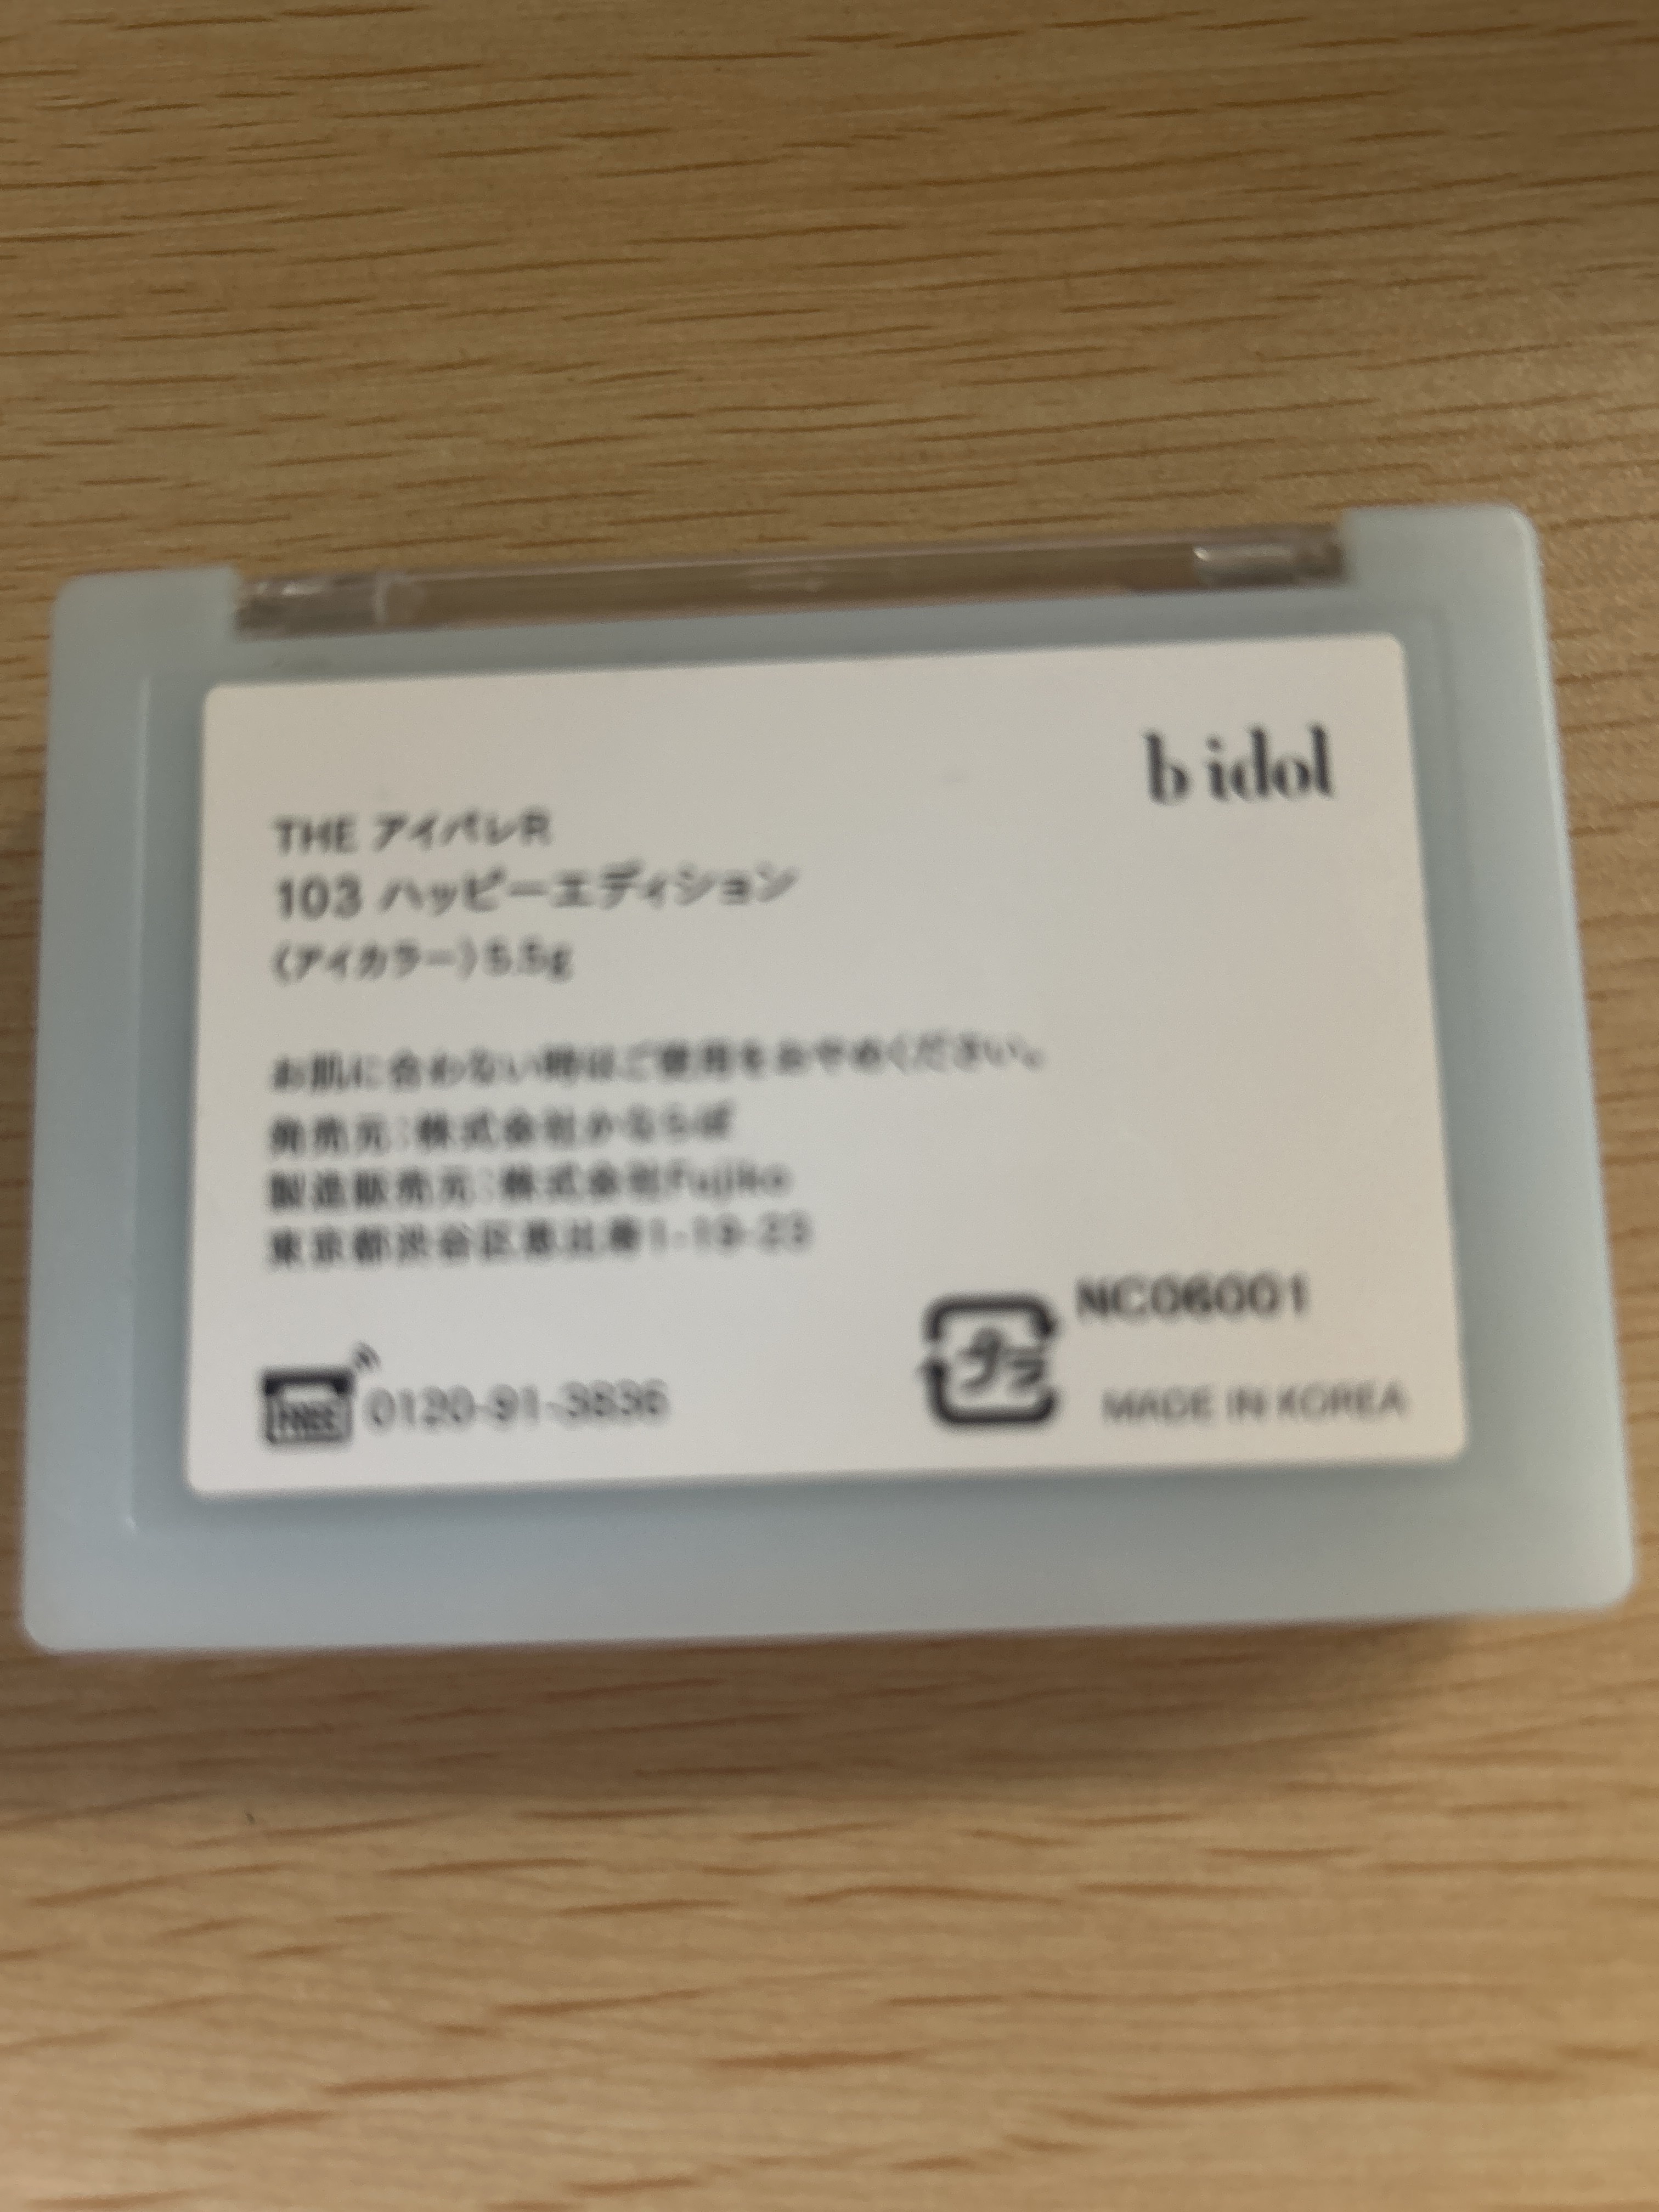 b idol
THE アイパレR
103 ハッピーエディション
〈アイカラー〉5.5g
お肌に合わない時はご使用をおやめください。
発売元:株式会社かならぼ
製造販売元:株式会社Fujiko
東京都渋谷区恵比寿1-19-23
FREE 0120-91-3836
プラ
NC06001
MADE IN KOREA